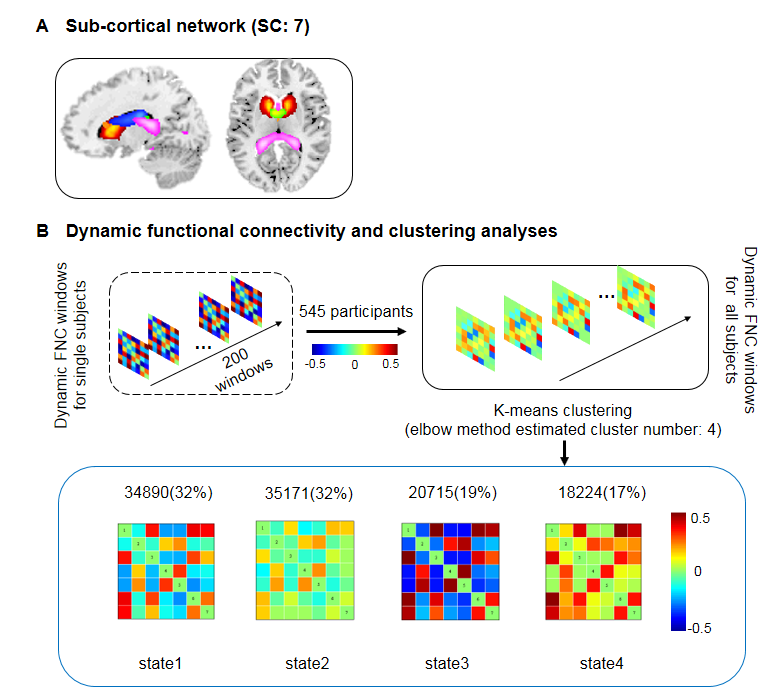 A Sub-cortical network (SC: 7)
B Dynamic functional connectivity and clustering analyses
Dynamic FNC windows
for single subjects
...
200
windows
545 participants
-0.5 0 0.5
...
Dynamic FNC windows
for all subjects
K-means clustering
(elbow method estimated cluster number: 4)
34890(32%) 35171(32%) 20715(19%) 18224(17%)
0.5
0
-0.5
state1 state2 state3 state4